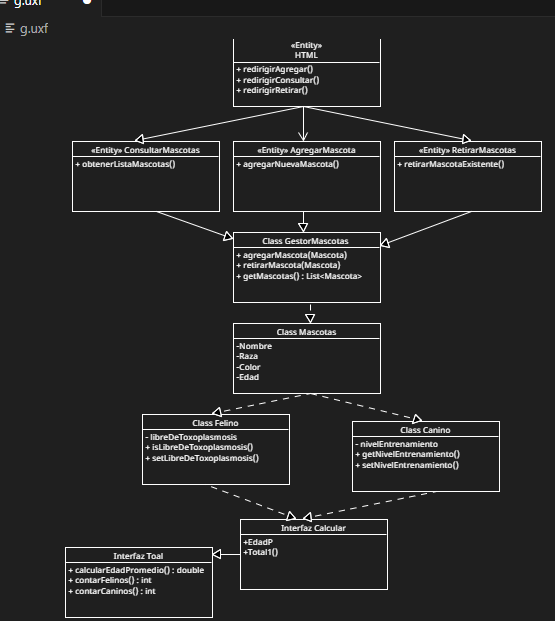 g.uxf
g.uxf
«Entity»
HTML
+ redirigirAgregar()
+ redirigirConsultar()
+ redirigirRetirar()
«Entity» ConsultarMascotas
+ obtenerListaMascotas()
«Entity» AgregarMascota
+ agregarNuevaMascota()
«Entity» RetirarMascotas
+ retirarMascotaExistente()
Class GestorMascotas
+ agregarMascota(Mascota)
+ retirarMascota(Mascota)
+ getMascotas() : List<Mascota>
Class Mascotas
-Nombre
-Raza
-Color
-Edad
Class Felino
- libreDeToxoplasmosis
+ isLibreDeToxoplasmosis()
+ setLibreDeToxoplasmosis()
Class Canino
- nivelEntrenamiento
+ getNivelEntrenamiento()
+ setNivelEntrenamiento()
Interfaz Calcular
+EdadP
+Total1()
Interfaz Toal
+ calcularEdadPromedio() : double
+ contarFelinos() : int
+ contarCaninos() : int